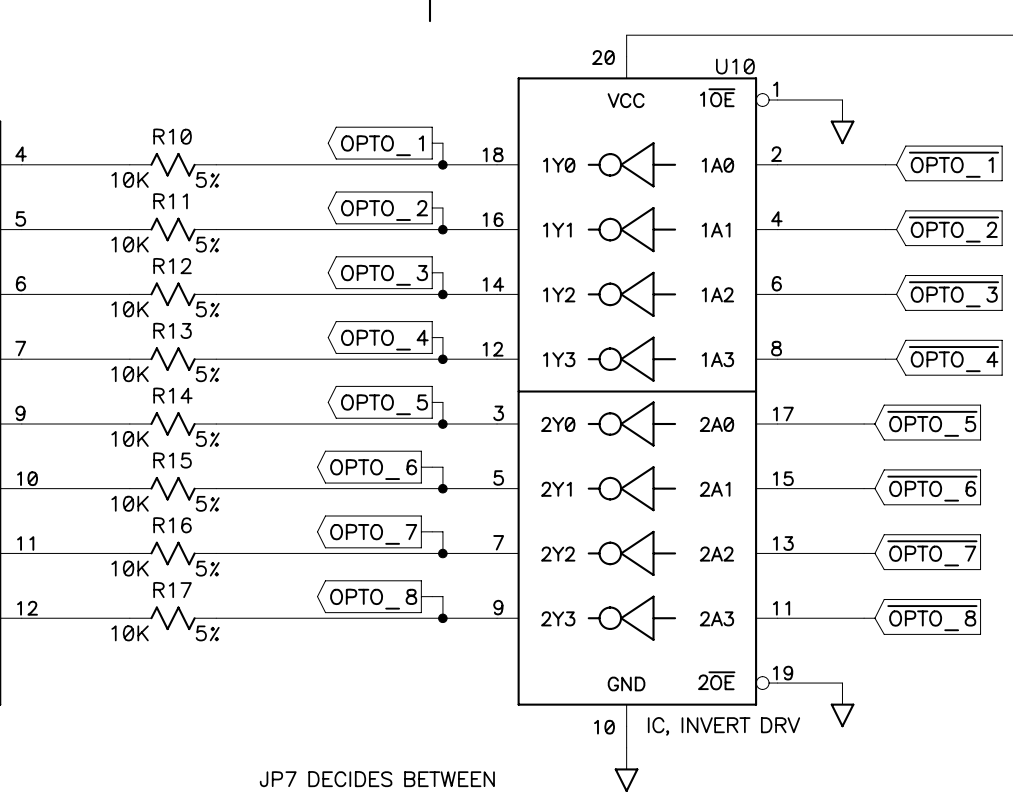 20 U10
VCC 1OE 1
4 R10 10K 5% OPTO_1 18 1Y0 1A0 2 OPTO_1
5 R11 10K 5% OPTO_2 16 1Y1 1A1 4 OPTO_2
6 R12 10K 5% OPTO_3 14 1Y2 1A2 6 OPTO_3
7 R13 10K 5% OPTO_4 12 1Y3 1A3 8 OPTO_4
9 R14 10K 5% OPTO_5 3 2Y0 2A0 17 OPTO_5
10 R15 10K 5% OPTO_6 5 2Y1 2A1 15 OPTO_6
11 R16 10K 5% OPTO_7 7 2Y2 2A2 13 OPTO_7
12 R17 10K 5% OPTO_8 9 2Y3 2A3 11 OPTO_8
GND 2OE 19
10 IC, INVERT DRV
JP7 DECIDES BETWEEN